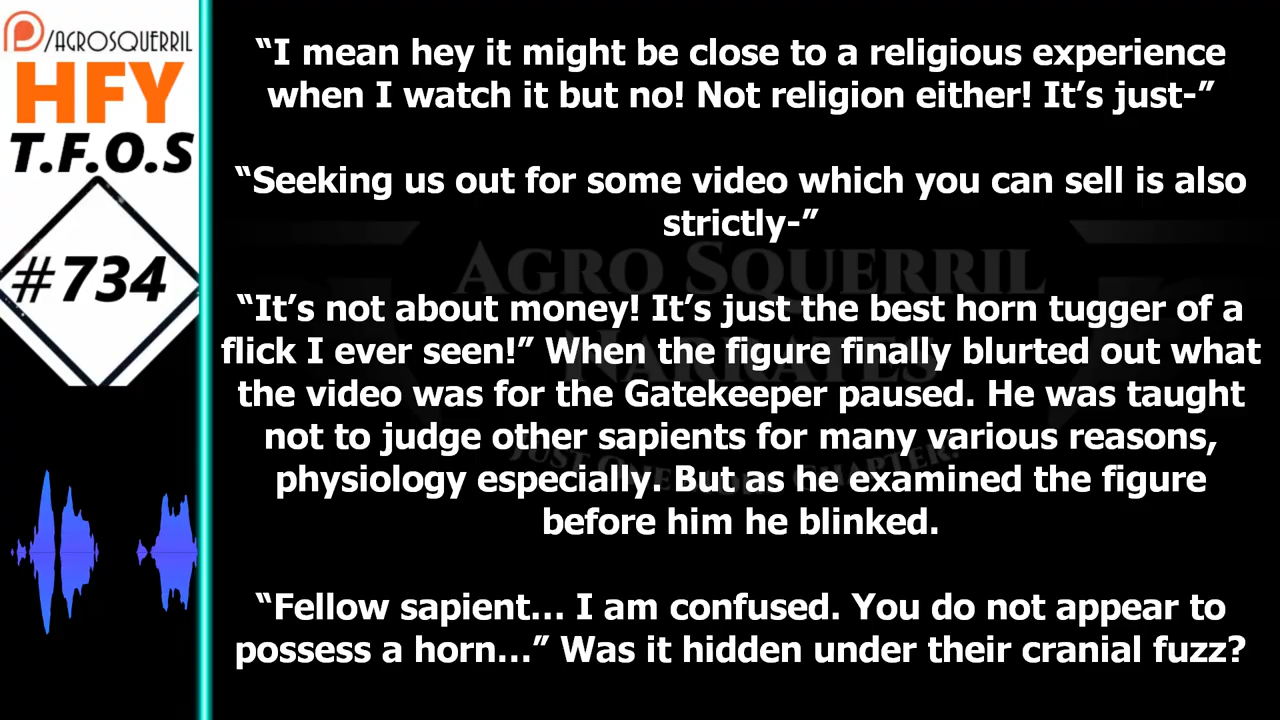 /AGROSQUERRIL
HFY
T.F.O.S
#734
“I mean hey it might be close to a religious experience
when I watch it but no! Not religion either! It’s just-”
“Seeking us out for some video which you can sell is also
strictly-”
AGRO SQUERRIL
NARRATES
“It’s not about money! It’s just the best horn tugger of a
flick I ever seen!” When the figure finally blurted out what
the video was for the Gatekeeper paused. He was taught
not to judge other sapients for many various reasons,
physiology especially. But as he examined the figure
before him he blinked.
“Fellow sapient… I am confused. You do not appear to
possess a horn…” Was it hidden under their cranial fuzz?